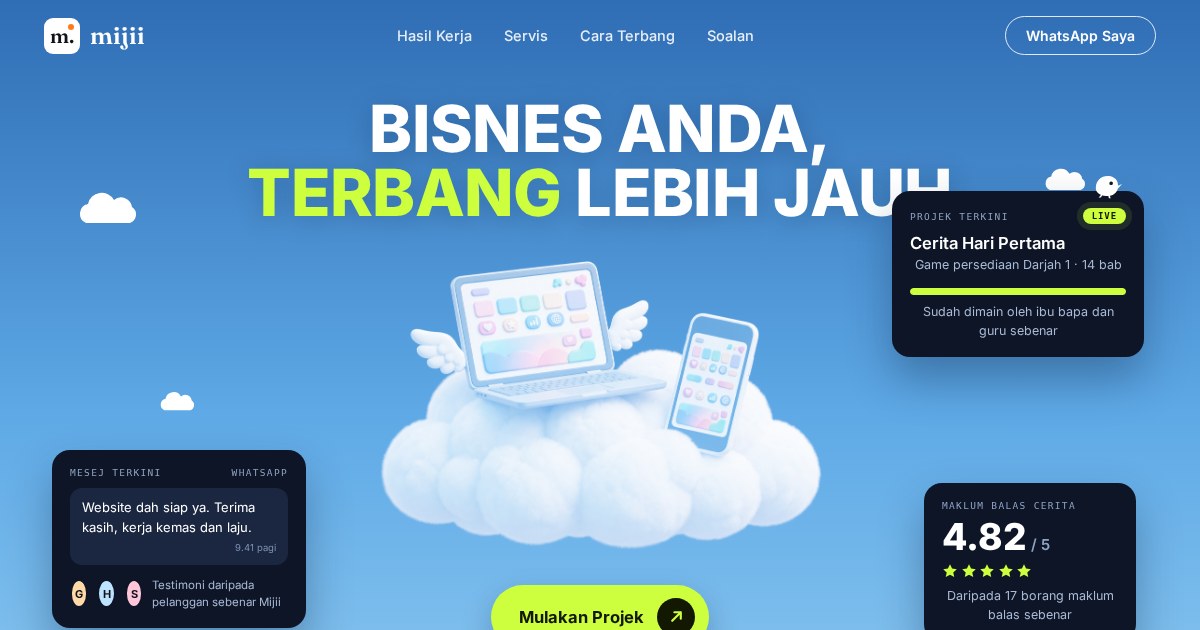 m. mijii
Hasil Kerja
Servis
Cara Terbang
Soalan
WhatsApp Saya
BISNES ANDA,
TERBANG LEBIH JAUH
PROJEK TERKINI
LIVE
Cerita Hari Pertama
Game persediaan Darjah 1 · 14 bab
Sudah dimain oleh ibu bapa dan
guru sebenar
MESEJ TERKINI
WHATSAPP
Website dah siap ya. Terima
kasih, kerja kemas dan laju.
9.41 pagi
G H S
Testimoni daripada
pelanggan sebenar Mijii
Mulakan Projek
MAKLUM BALAS CERITA
4.82 / 5
Daripada 17 borang maklum
balas sebenar